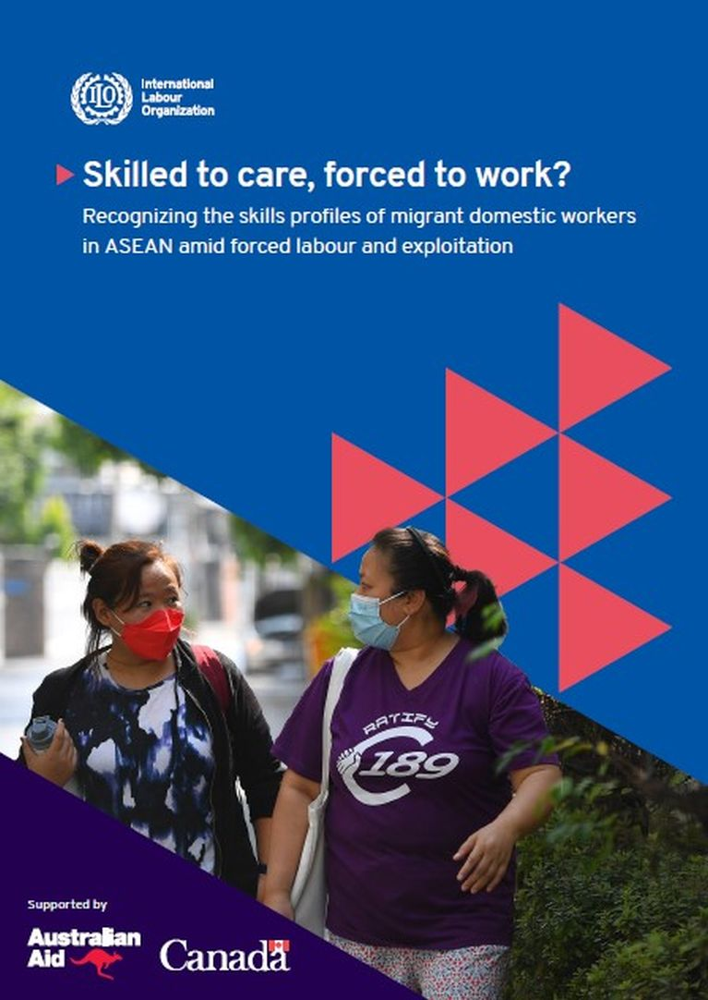 ILO
International
Labour
Organization
Skilled to care, forced to work?
Recognizing the skills profiles of migrant domestic workers
in ASEAN amid forced labour and exploitation
RATIFY
C189
Supported by
Australian
Aid
Canada